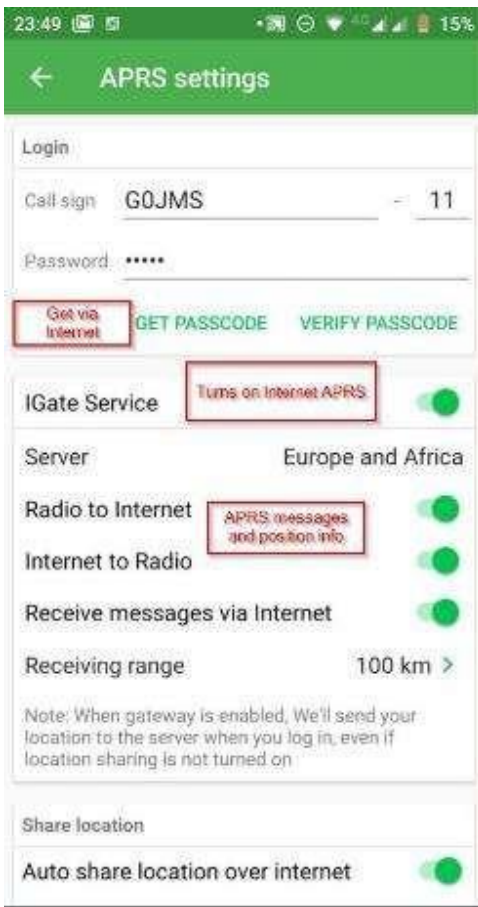 23:49 4G 15%
APRS settings
Login
Call sign G0JMS - 11
Password •••••
Get via
Internet
GET PASSCODE VERIFY PASSCODE
IGate Service
Turns on Internet APRS
Server Europe and Africa
Radio to Internet
APRS messages
and position info
Internet to Radio
Receive messages via Internet
Receiving range 100 km >
Note: When gateway is enabled, We'll send your
location to the server when you log in, even if
location sharing is not turned on
Share location
Auto share location over internet